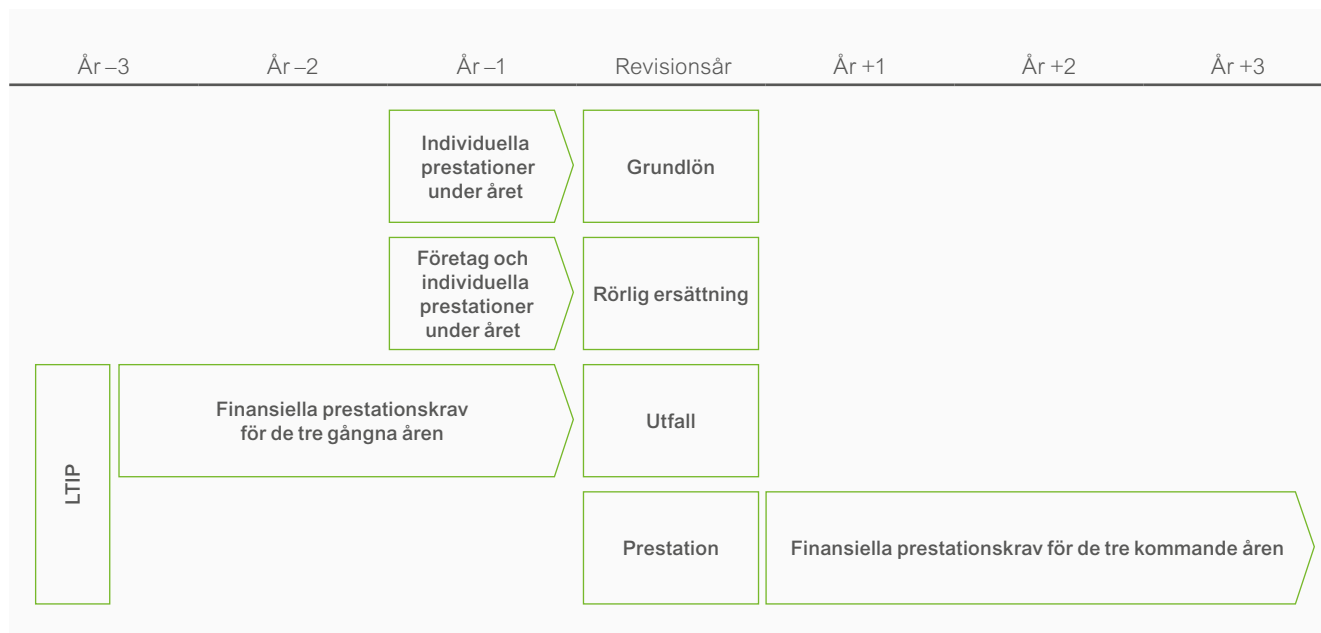 År –3 År –2 År –1 Revisionsår År +1 År +2 År +3
Individuella
prestationer
under året
Grundlön
Företag och
individuella
prestationer
under året
Rörlig ersättning
LTIP
Finansiella prestationskrav
för de tre gångna åren
Utfall
Prestation
Finansiella prestationskrav för de tre kommande åren